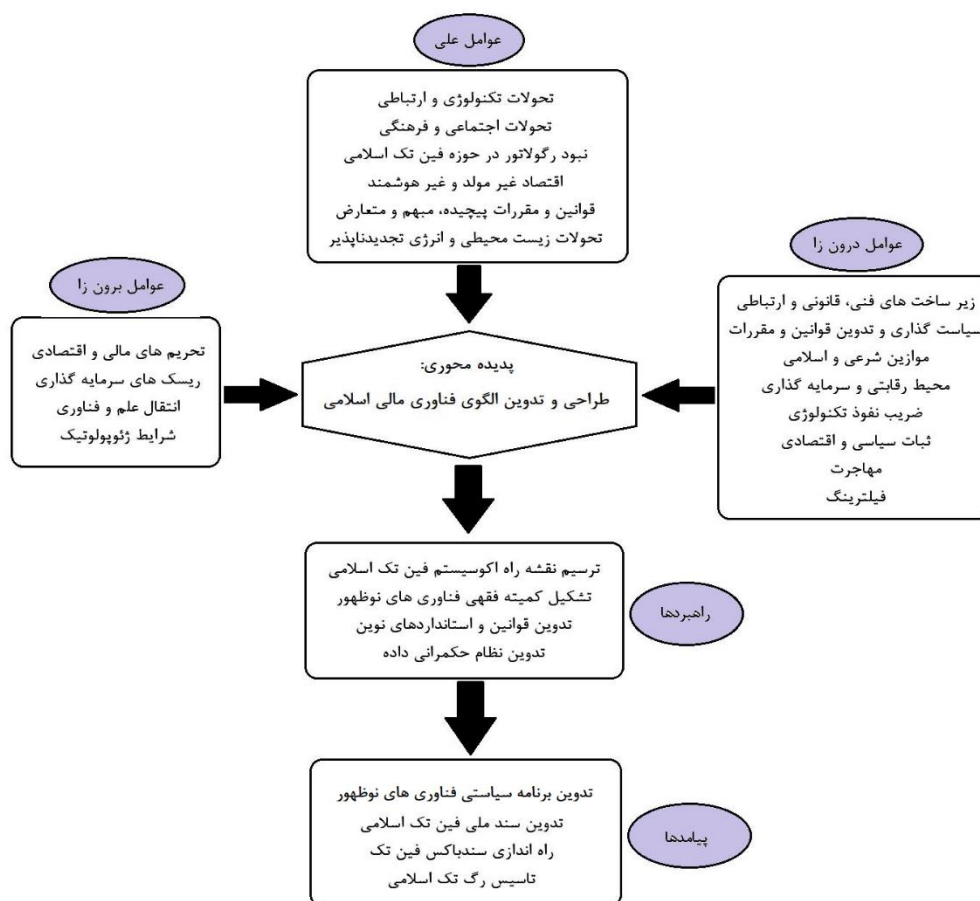 عوامل علی
تحولات تکنولوژی و ارتباطی
تحولات اجتماعی و فرهنگی
نبود رگولاتور در حوزه فین تک اسلامی
اقتصاد غیر مولد و غیر هوشمند
قوانین و مقررات پیچیده، مبهم و متعارض
تحولات زیست محیطی و انرژی تجدیدناپذیر
عوامل درون زا
زیر ساخت های فنی، قانونی و ارتباطی
سیاست گذاری و تدوین قوانین و مقررات
موازین شرعی و اسلامی
محیط رقابتی و سرمایه گذاری
ضریب نفوذ تکنولوژی
ثبات سیاسی و اقتصادی
مهاجرت
فیلترینگ
پدیده محوری:
طراحی و تدوین الگوی فناوری مالی اسلامی
عوامل برون زا
تحریم های مالی و اقتصادی
ریسک های سرمایه گذاری
انتقال علم و فناوری
شرایط ژئوپولوتیک
راهبردها
ترسیم نقشه راه اکوسیستم فین تک اسلامی
تشکیل کمیته فقهی فناوری های نوظهور
تدوین قوانین و استانداردهای نوین
تدوین نظام حکمرانی داده
پیامدها
تدوین برنامه سیاستی فناوری های نوظهور
تدوین سند ملی فین تک اسلامی
راه اندازی سندباکس فین تک
تاسیس رگ تک اسلامی